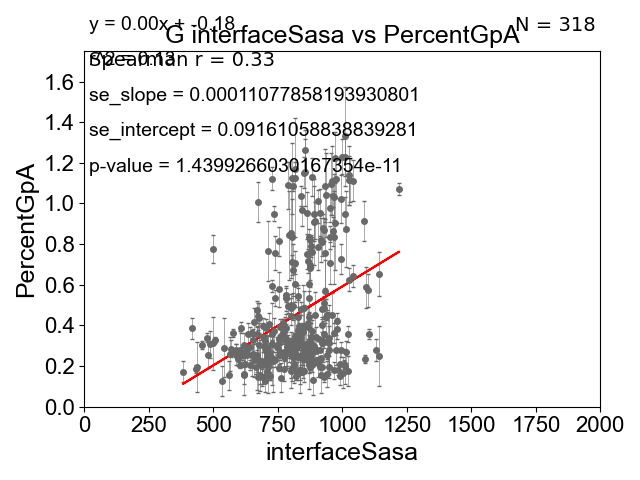 y = 0.00x + -0.18
N = 318
G interfaceSasa vs PercentGpA
Spearman r = 0.33
se_slope = 0.00011077858193930801
se_intercept = 0.09161058838839281
p-value = 1.4399266030167354e-11
PercentGpA
1.6
1.4
1.2
1.0
0.8
0.6
0.4
0.2
0.0
0 250 500 750 1000 1250 1500 1750 2000
interfaceSasa